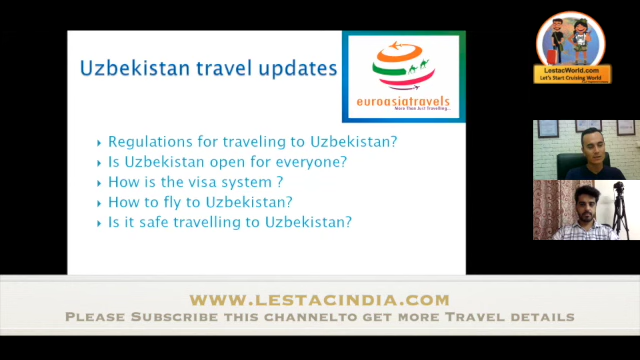 Uzbekistan travel updates
euroasiatravels
More Than Just Travelling...
Regulations for traveling to Uzbekistan?
Is Uzbekistan open for everyone?
How is the visa system ?
How to fly to Uzbekistan?
Is it safe travelling to Uzbekistan?
LestacWorld.com
Let's Start Cruising World
www.lestacindia.com
Please Subscribe this channelto get more Travel details